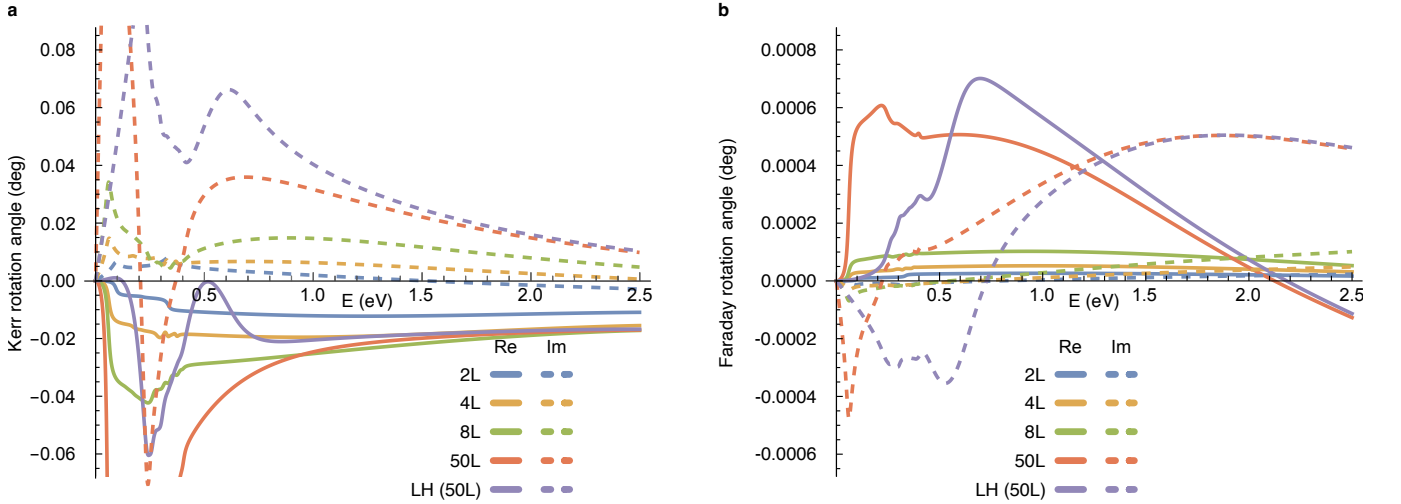 a
Kerr rotation angle (deg)
0.08
0.06
0.04
0.02
0.00
−0.02
−0.04
−0.06
0.5
1.0
1.5
2.0
2.5
E (eV)
Re Im
2L
4L
8L
50L
LH (50L)
b
Faraday rotation angle (deg)
0.0008
0.0006
0.0004
0.0002
0.0000
−0.0002
−0.0004
−0.0006
0.5
1.0
1.5
2.0
2.5
E (eV)
Re Im
2L
4L
8L
50L
LH (50L)